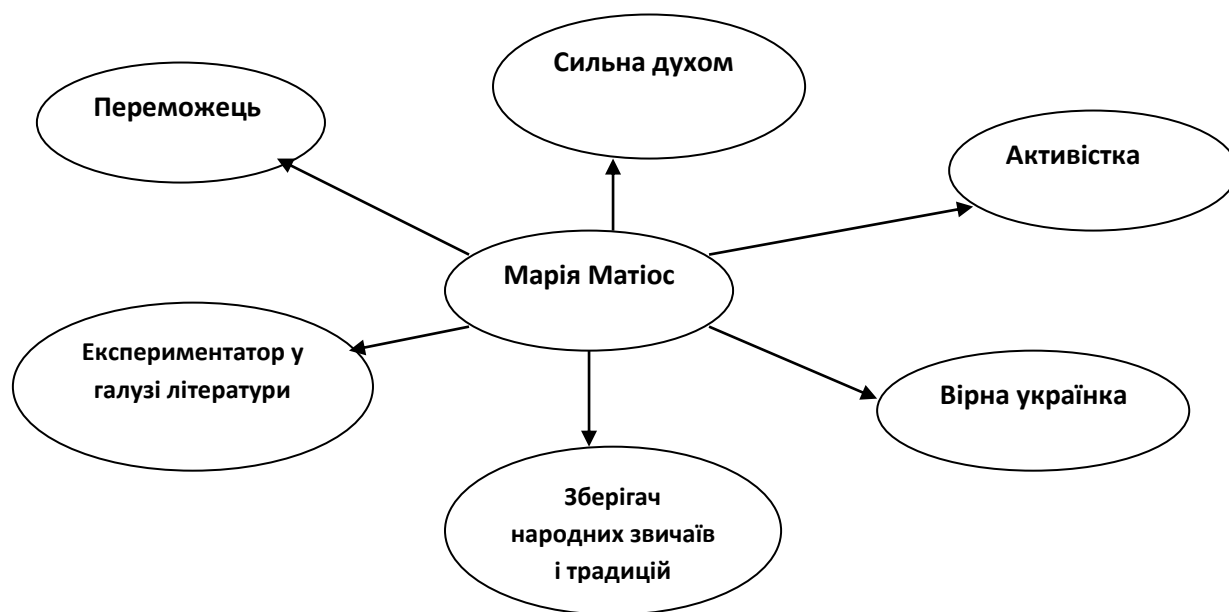 Сильна духом
Переможець
Активістка
Марія Матіос
Експериментатор у
галузі літератури
Вірна українка
Зберігач
народних звичаїв
і традицій